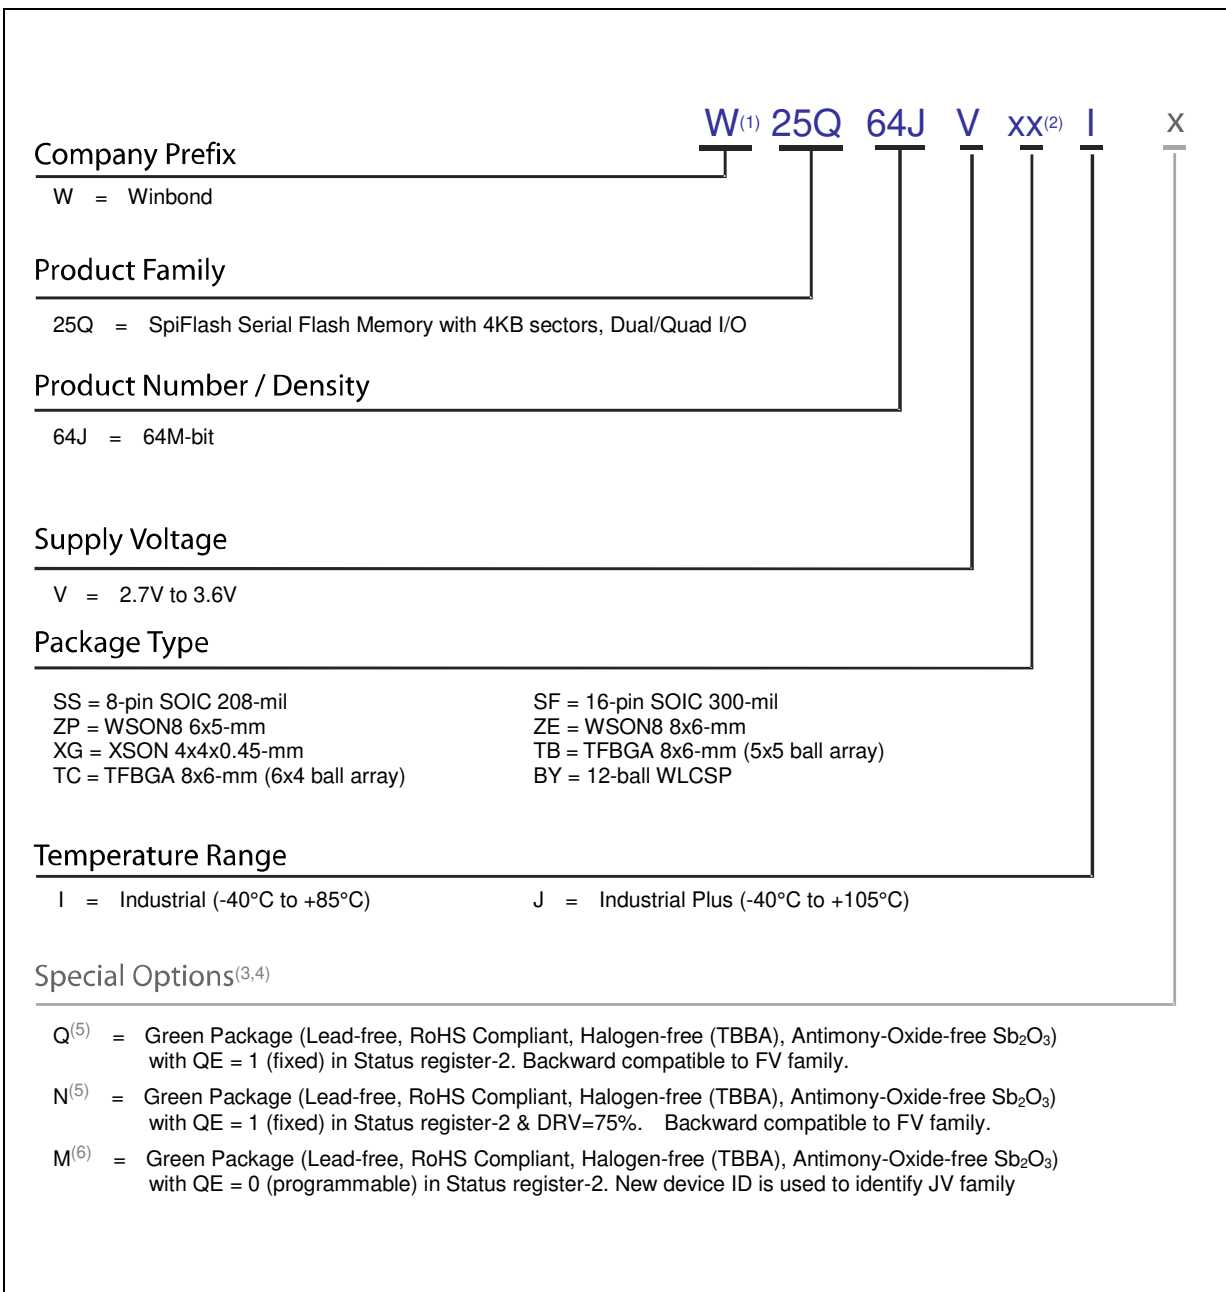 W(1) 25Q 64J V xx(2) I x
Company Prefix
W = Winbond
Product Family
25Q = SpiFlash Serial Flash Memory with 4KB sectors, Dual/Quad I/O
Product Number / Density
64J = 64M-bit
Supply Voltage
V = 2.7V to 3.6V
Package Type
SS = 8-pin SOIC 208-mil SF = 16-pin SOIC 300-mil
ZP = WSON8 6x5-mm ZE = WSON8 8x6-mm
XG = XSON 4x4x0.45-mm TB = TFBGA 8x6-mm (5x5 ball array)
TC = TFBGA 8x6-mm (6x4 ball array) BY = 12-ball WLCSP
Temperature Range
I = Industrial (-40°C to +85°C) J = Industrial Plus (-40°C to +105°C)
Special Options(3,4)
Q(5) = Green Package (Lead-free, RoHS Compliant, Halogen-free (TBBA), Antimony-Oxide-free Sb₂O₃)
with QE = 1 (fixed) in Status register-2. Backward compatible to FV family.
N(5) = Green Package (Lead-free, RoHS Compliant, Halogen-free (TBBA), Antimony-Oxide-free Sb₂O₃)
with QE = 1 (fixed) in Status register-2 & DRV=75%. Backward compatible to FV family.
M(6) = Green Package (Lead-free, RoHS Compliant, Halogen-free (TBBA), Antimony-Oxide-free Sb₂O₃)
with QE = 0 (programmable) in Status register-2. New device ID is used to identify JV family